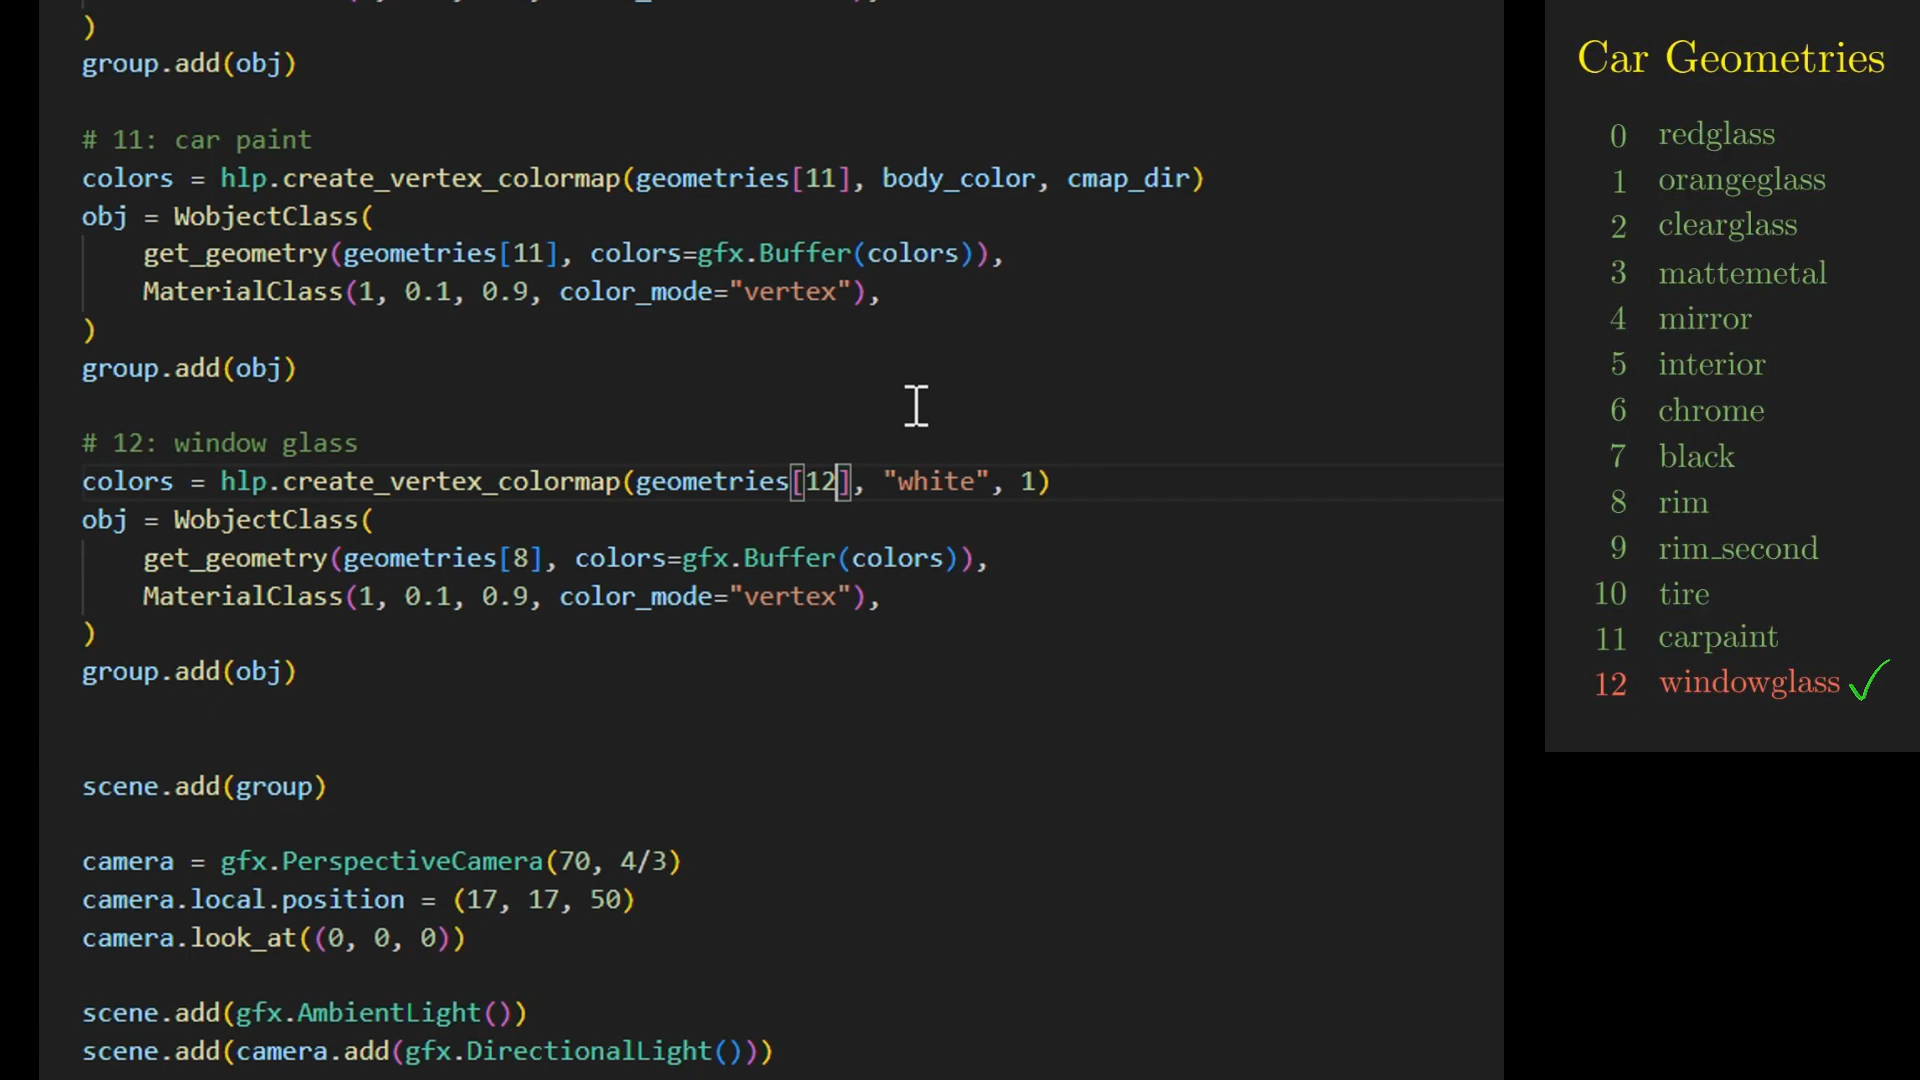 )
group.add(obj)
# 11: car paint
colors = hlp.create_vertex_colormap(geometries[11], body_color, cmap_dir)
obj = WobjectClass(
get_geometry(geometries[11], colors=gfx.Buffer(colors)),
MaterialClass(1, 0.1, 0.9, color_mode="vertex"),
)
group.add(obj)
# 12: window glass
colors = hlp.create_vertex_colormap(geometries[12], "white", 1)
obj = WobjectClass(
get_geometry(geometries[8], colors=gfx.Buffer(colors)),
MaterialClass(1, 0.1, 0.9, color_mode="vertex"),
)
group.add(obj)
scene.add(group)
camera = gfx.PerspectiveCamera(70, 4/3)
camera.local.position = (17, 17, 50)
camera.look_at((0, 0, 0))
scene.add(gfx.AmbientLight())
scene.add(camera.add(gfx.DirectionalLight()))
Car Geometries
0 redglass
1 orangeglass
2 clearglass
3 mattemetal
4 mirror
5 interior
6 chrome
7 black
8 rim
9 rim_second
10 tire
11 carpaint
12 windowglass